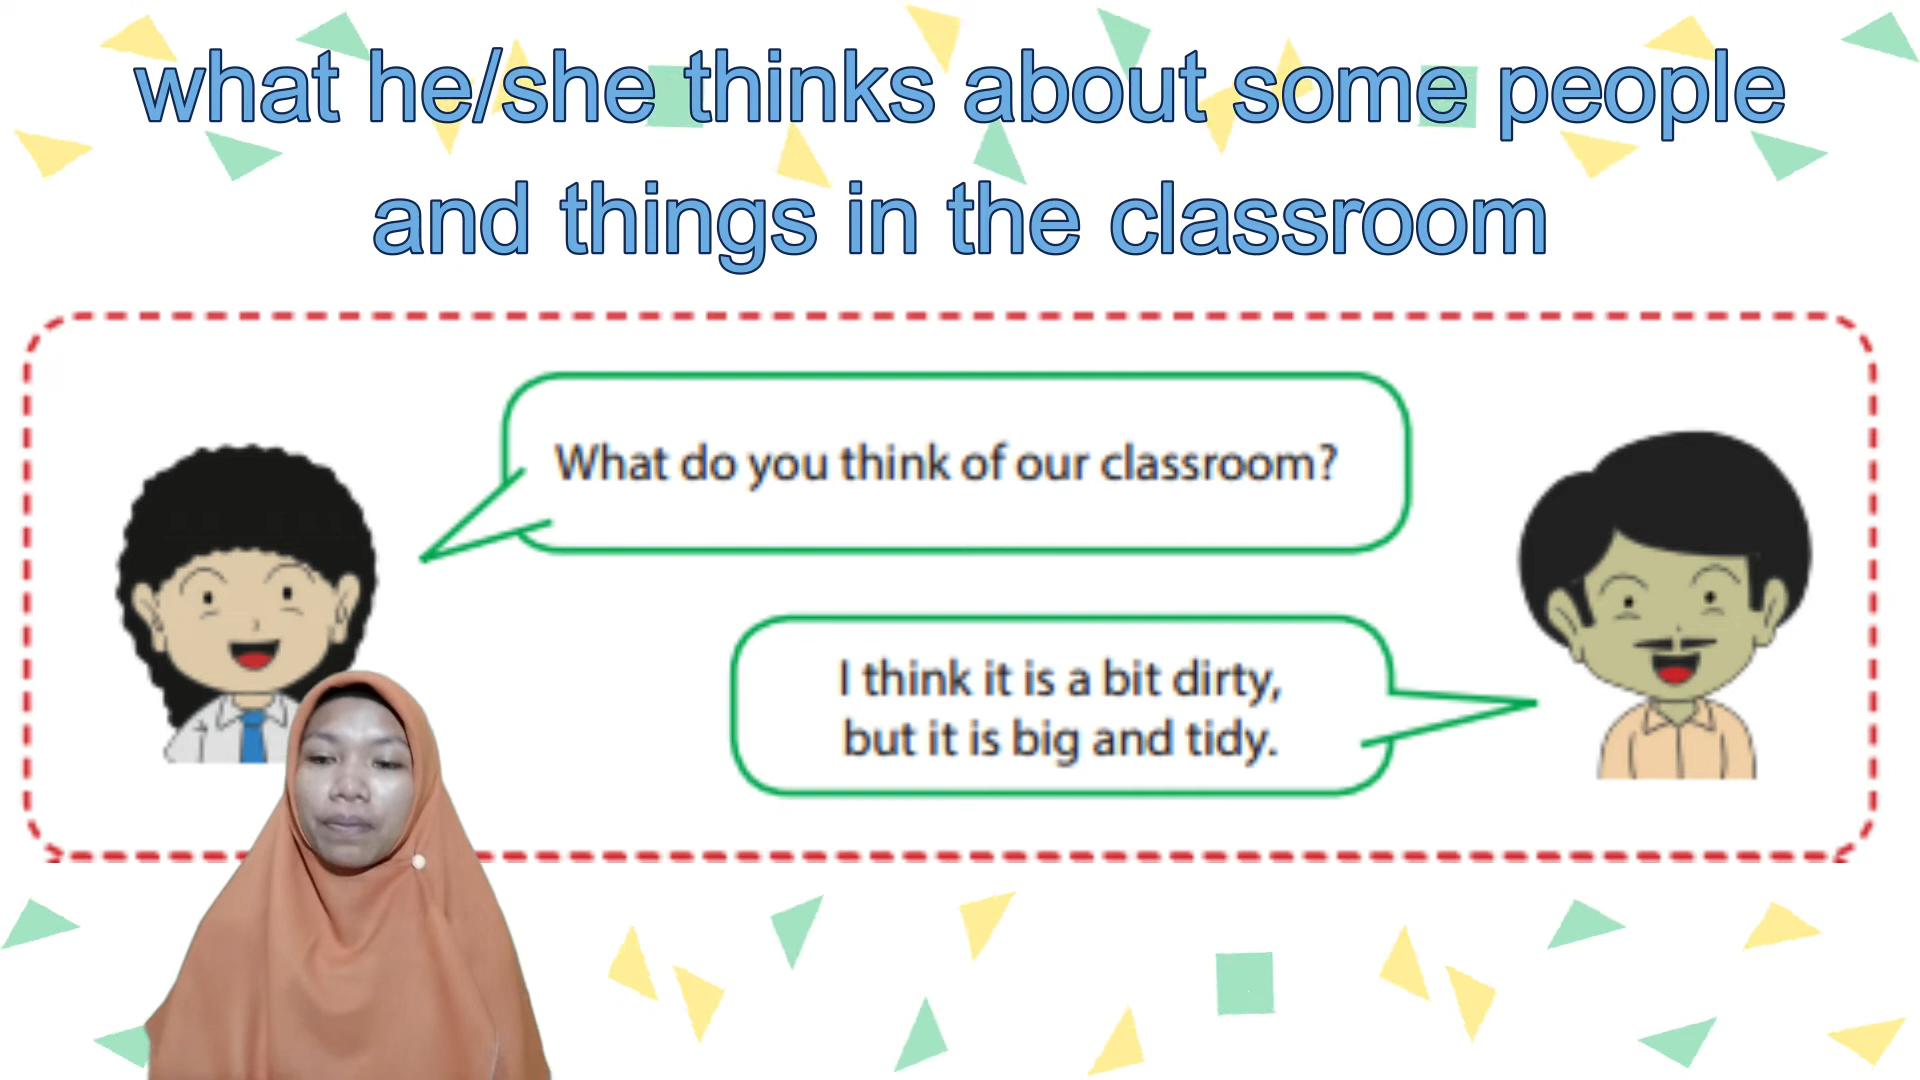 what he/she thinks about some people
and things in the classroom
What do you think of our classroom?
I think it is a bit dirty,
but it is big and tidy.